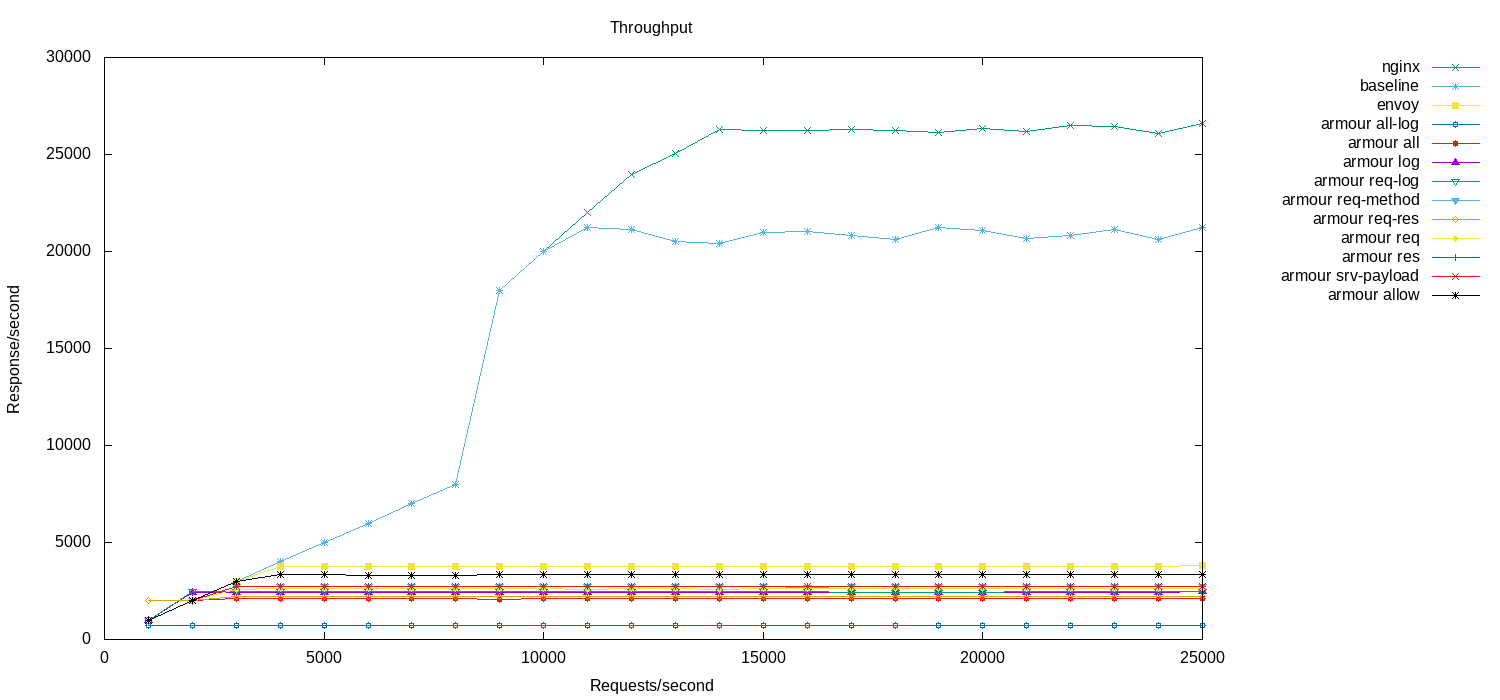 Throughput
30000
25000
20000
15000
10000
5000
0
Response/second
0 5000 10000 15000 20000 25000
Requests/second
nginx
baseline
envoy
armour all-log
armour all
armour log
armour req-log
armour req-method
armour req-res
armour req
armour res
armour srv-payload
armour allow